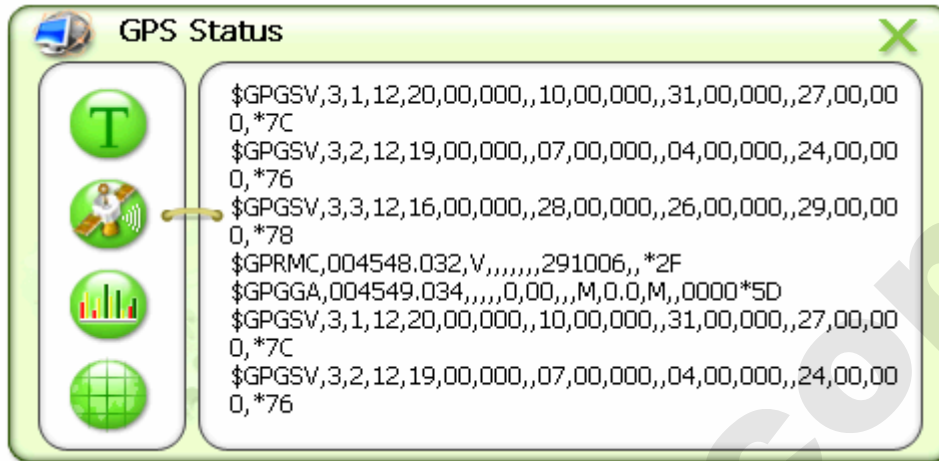 GPS Status
T
$GPGSV,3,1,12,20,00,000,,10,00,000,,31,00,000,,27,00,00
0,*7C
$GPGSV,3,2,12,19,00,000,,07,00,000,,04,00,000,,24,00,00
0,*76
$GPGSV,3,3,12,16,00,000,,28,00,000,,26,00,000,,29,00,00
0,*78
$GPRMC,004548.032,V,,,,,,,291006,,*2F
$GPGGA,004549.034,,,,,0,00,,,M,0.0,M,,0000*5D
$GPGSV,3,1,12,20,00,000,,10,00,000,,31,00,000,,27,00,00
0,*7C
$GPGSV,3,2,12,19,00,000,,07,00,000,,04,00,000,,24,00,00
0,*76